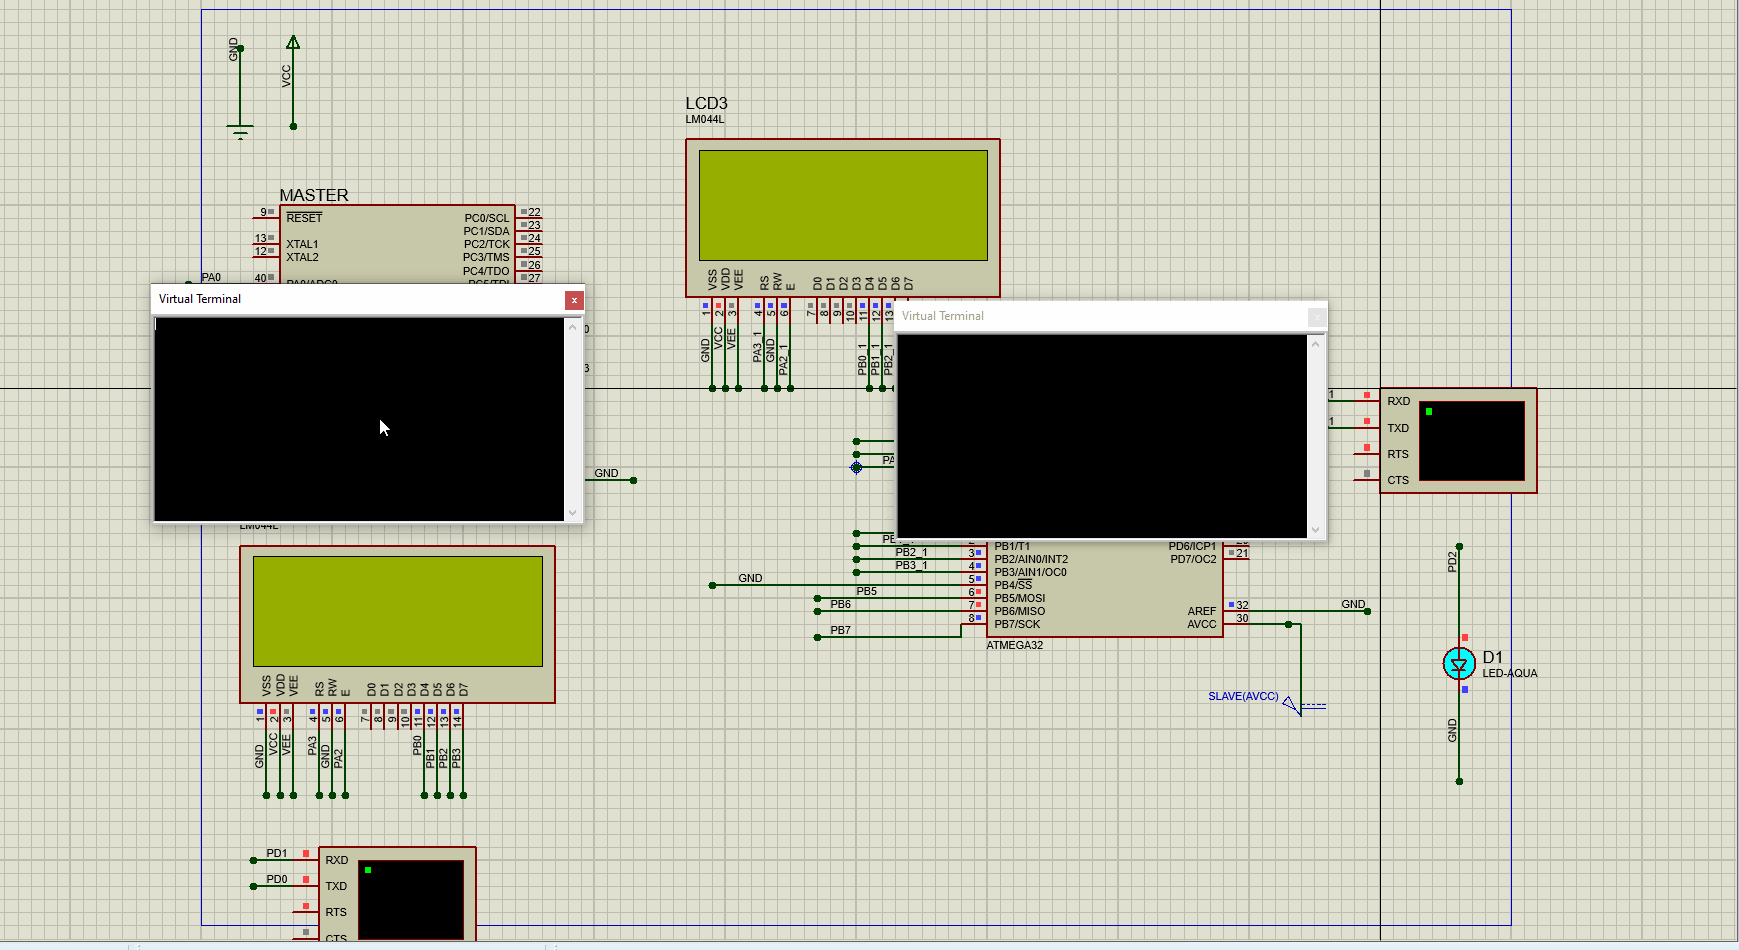 GND
VCC
LCD3
LM044L
VSS VDD VEE RS RW E D0 D1 D2 D3 D4 D5 D6 D7
1 2 3 4 5 6 7 8 9 10 11 12 13
GND VCC VEE PA3_1 GND PA2_1 PB0_1 PB1_1 PB2_1
MASTER
9 RESET PC0/SCL 22
PC1/SDA 23
13 XTAL1 PC2/TCK 24
12 XTAL2 PC3/TMS 25
PC4/TDO 26
PA0 40 PA0/ADC0 PC5/TDI 27
Virtual Terminal
x
Virtual Terminal
x
0
3
GND
LM044L
VSS VDD VEE RS RW E D0 D1 D2 D3 D4 D5 D6 D7
1 2 3 4 5 6 7 8 9 10 11 12 13 14
GND VCC VEE PA3 GND PA2 PB0 PB1 PB2 PB3
PD1 RXD
PD0 TXD
RTS
CTS
1 RXD
1 TXD
RTS
CTS
PA
PB1/T1 PD6/ICP1
PB2_1 3 PB2/AIN0/INT2 PD7/OC2 21
PB3_1 4 PB3/AIN1/OC0
GND 5 PB4/SS
PB5 6 PB5/MOSI
PB6 7 PB6/MISO AREF 32 GND
PB7 8 PB7/SCK AVCC 30
ATMEGA32
SLAVE(AVCC)
PD2
D1
LED-AQUA
GND